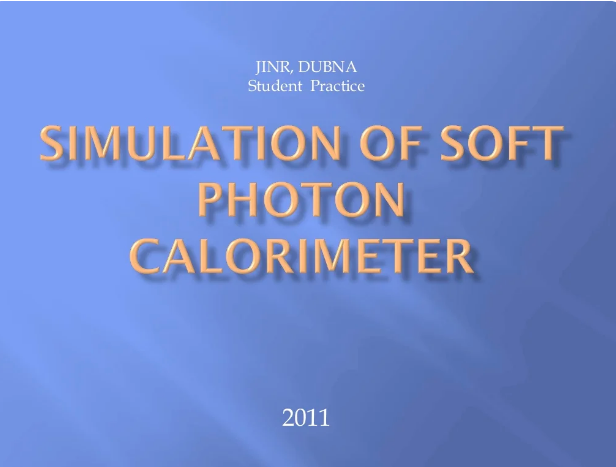 JINR, DUBNA
Student Practice
SIMULATION OF SOFT
PHOTON
CALORIMETER
2011